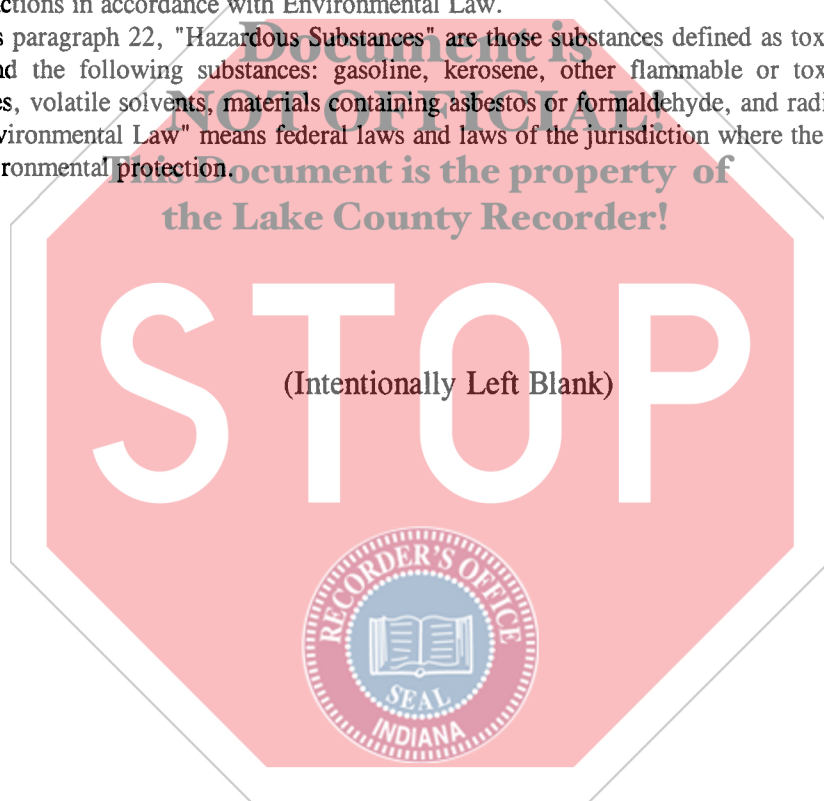 ctions in accordance with Environmental Law.
Document is
s paragraph 22, "Hazardous Substances" are those substances defined as tox
nd the following substances: gasoline, kerosene, other flammable or tox
NOT OFFICIAL!
es, volatile solvents, materials containing asbestos or formaldehyde, and radi
vironmental Law" means federal laws and laws of the jurisdiction where the
ronmental protection.
This Document is the property of
the Lake County Recorder!
STOP
(Intentionally Left Blank)
RECORDER'S OFFICE
SEAL
INDIANA